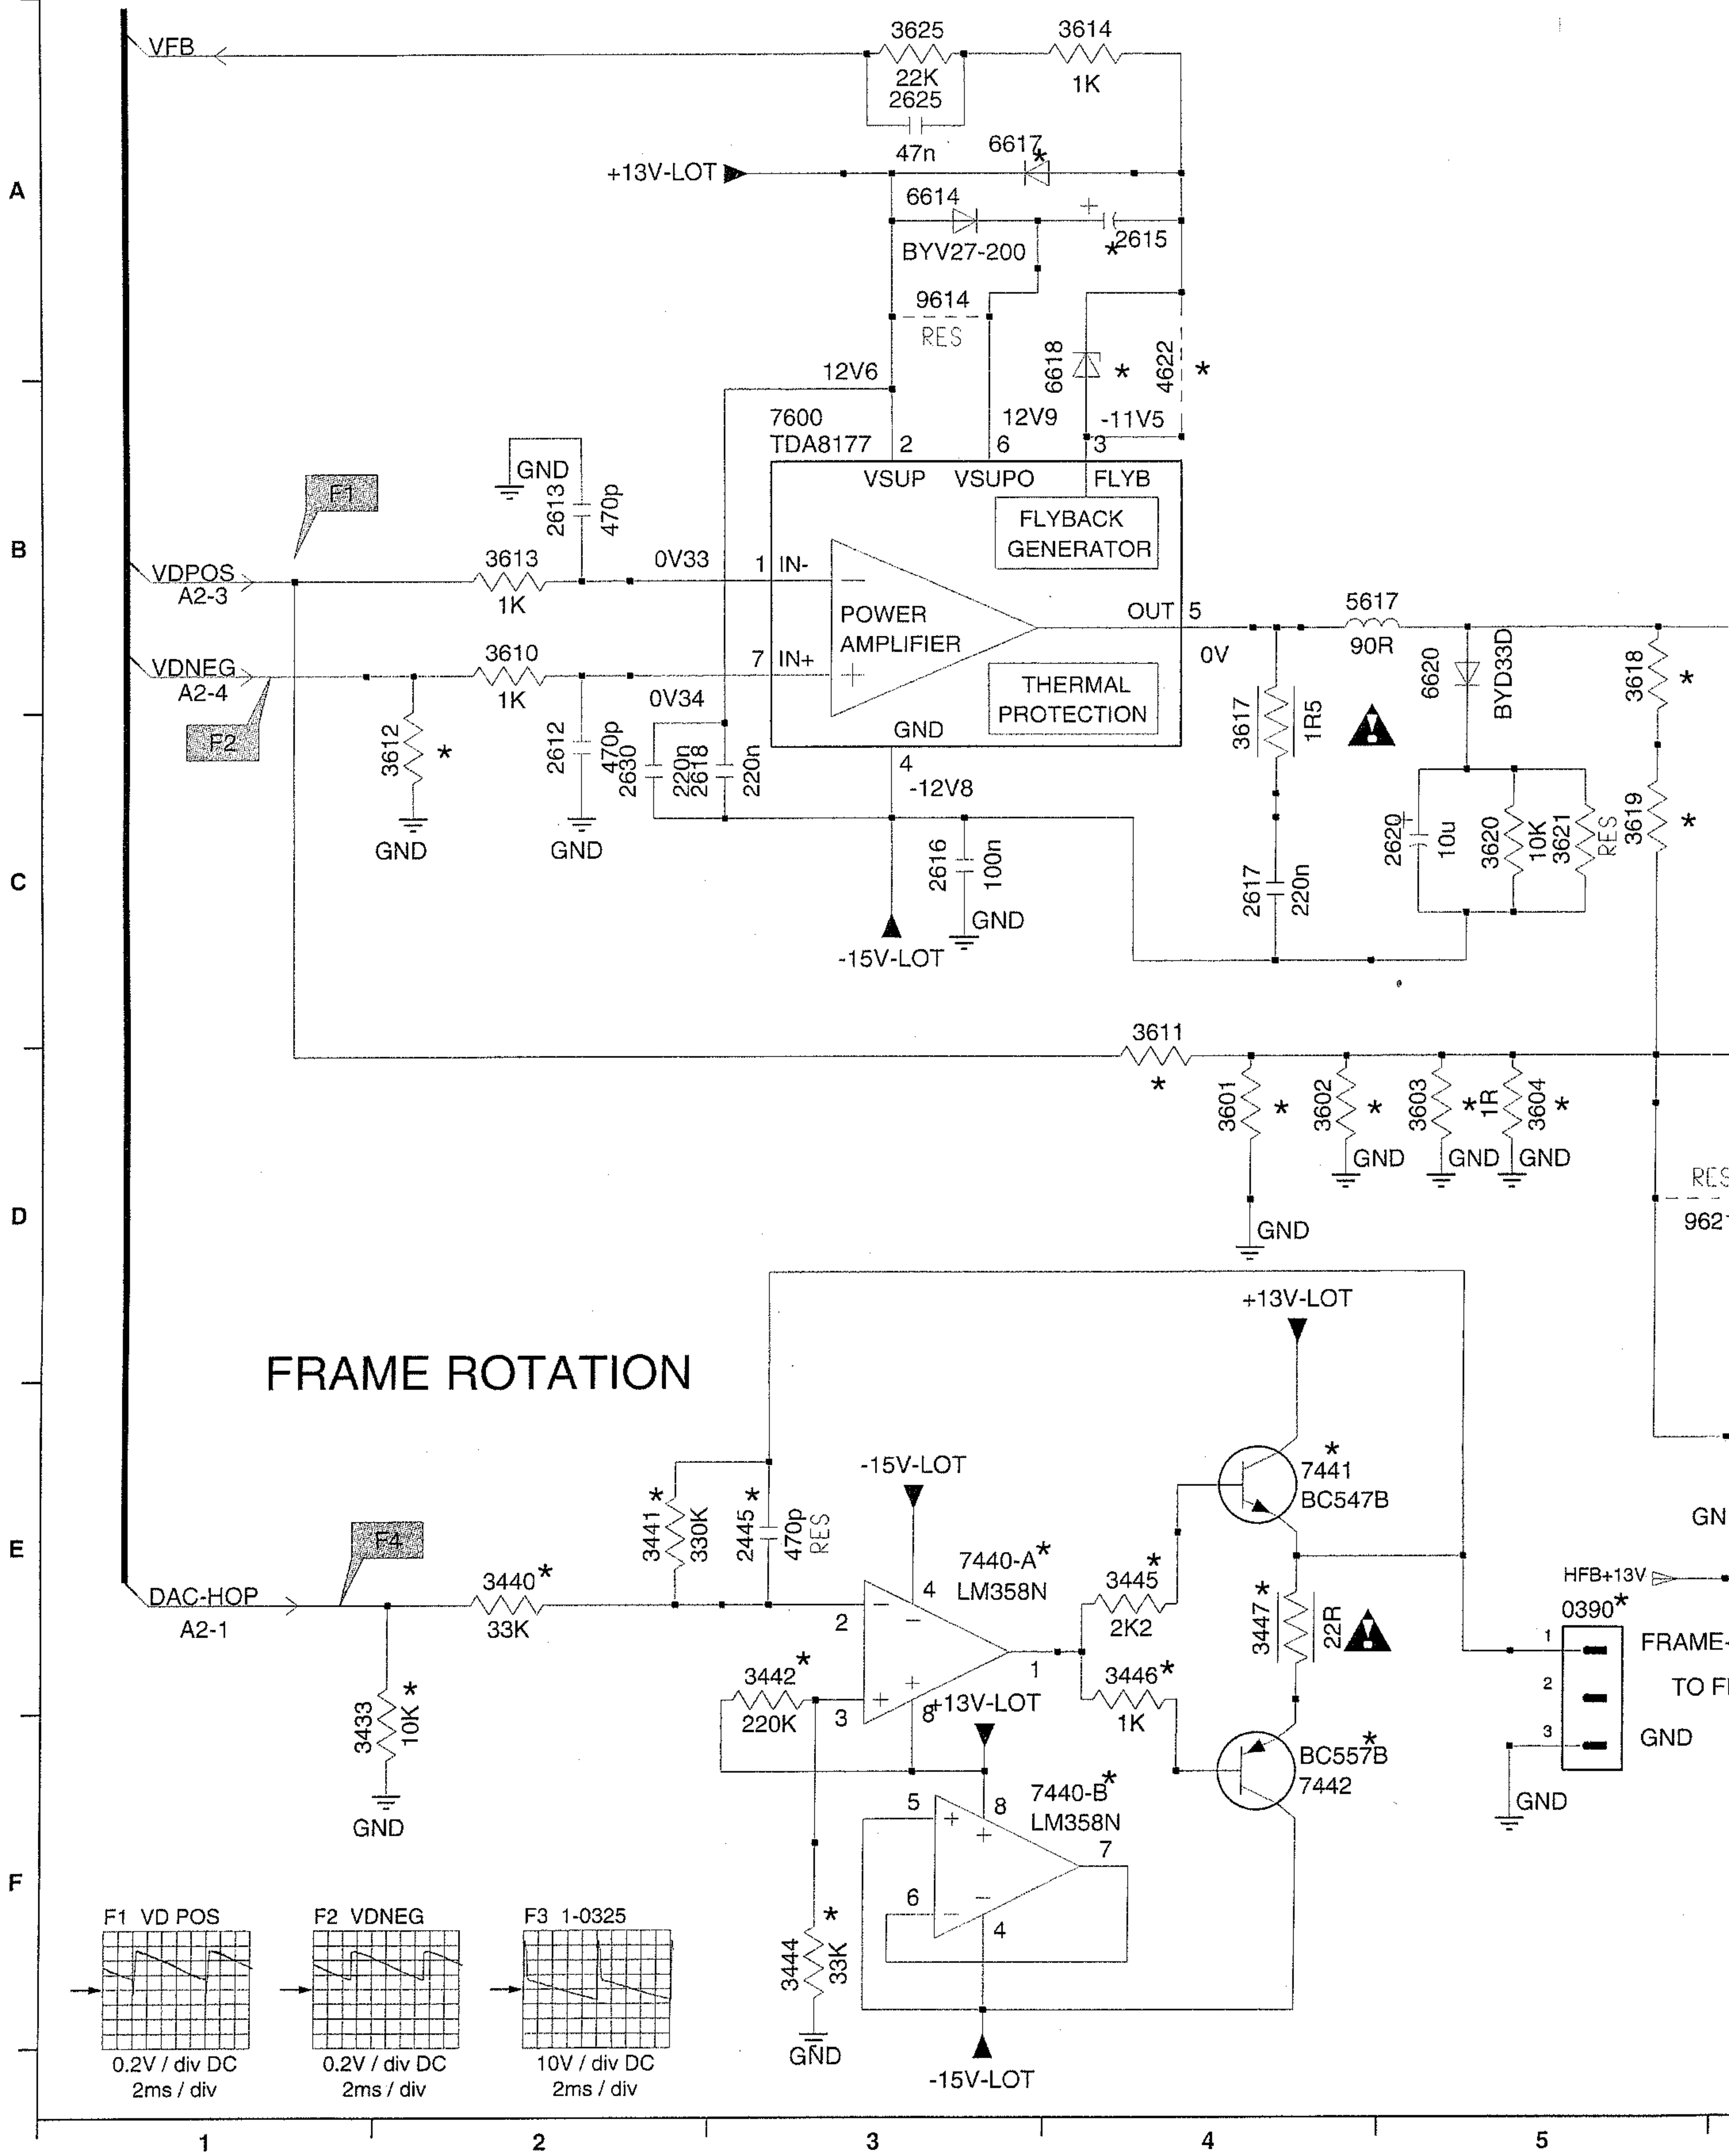 VFB
3625
22K
2625
47n
3614
1K
A
+13V-LOT
6617
*
6614
BYV27-200
+
*2615
9614
RES
6618
*
4622
*
12V6
12V9
-11V5
7600
TDA8177
2
6
3
VSUP
VSUPO
FLYB
FLYBACK
GENERATOR
F1
GND
2613
470p
B
VDPOS
A2-3
3613
1K
0V33
1
IN-
−
POWER
AMPLIFIER
OUT
5
0V
5617
90R
6620
BYD33D
3618
*
VDNEG
A2-4
3610
1K
0V34
7
IN+
+
THERMAL
PROTECTION
GND
4
-12V8
F2
3612
*
GND
2612
470p
GND
2630
220n
2618
220n
3617
1R5
3619
*
C
2616
100n
GND
-15V-LOT
2617
220n
2620
+
10u
3620
10K
3621
RES
3611
*
3601
*
GND
3602
*
GND
3603
*
GND
1R
3604
*
GND
RES
D
+13V-LOT
FRAME ROTATION
-15V-LOT
*
7441
BC547B
3441
*
330K
2445
*
470p
RES
E
F4
DAC-HOP
A2-1
3440*
33K
7440-A*
LM358N
4
−
2
−
3
+
+
8
1
3445
*
2K2
3446*
1K
3447
*
22R
HFB+13V
0390*
1
2
3
GND
GND
3433
10K
*
GND
3442
*
220K
+13V-LOT
BC557B
*
7442
7440-B
*
LM358N
5
+
8
+
7
6
−
−
4
F
3444
*
33K
GND
-15V-LOT
F1 VD POS
0.2V / div DC
2ms / div
F2 VDNEG
0.2V / div DC
2ms / div
F3 1-0325
10V / div DC
2ms / div
1
2
3
4
5